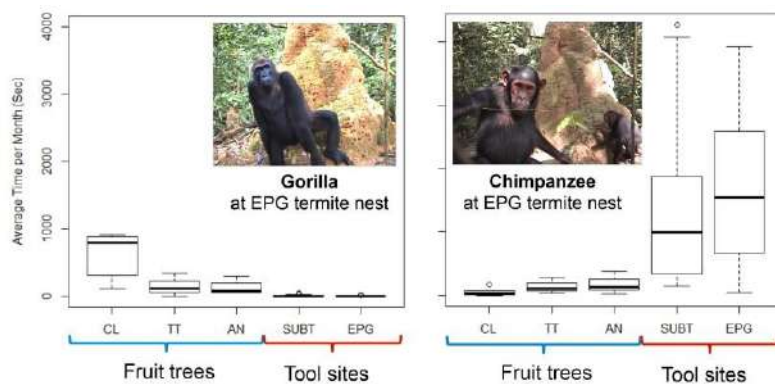 Average Time per Month (Sec)
4000
3000
2000
1000
0
Gorilla
at EPG termite nest
CL TT AN SUBT EPG
Fruit trees Tool sites
Chimpanzee
at EPG termite nest
CL TT AN SUBT EPG
Fruit trees Tool sites